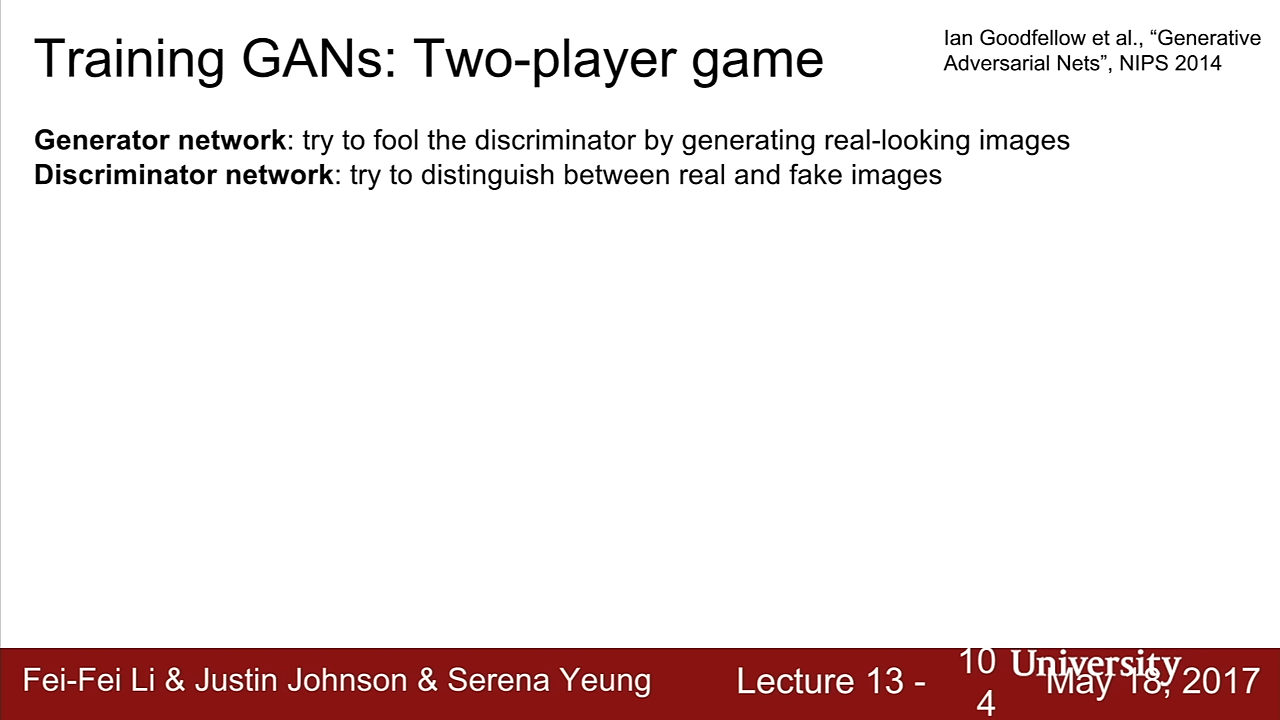 Training GANs: Two-player game
Ian Goodfellow et al., “Generative
Adversarial Nets”, NIPS 2014
Generator network: try to fool the discriminator by generating real-looking images
Discriminator network: try to distinguish between real and fake images
Fei-Fei Li & Justin Johnson & Serena Yeung
Lecture 13 -
10
4
University
May 18, 2017